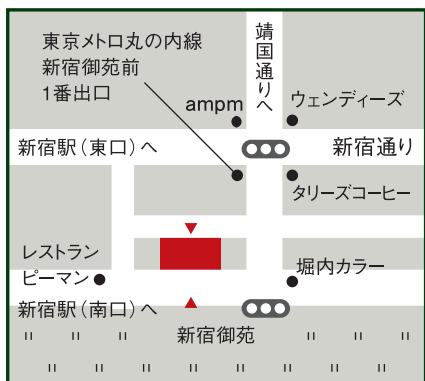 東京メトロ丸の内線
新宿御苑前
1番出口
靖国通りへ
ampm
ウェンディーズ
新宿駅(東口)へ
新宿通り
タリーズコーヒー
レストラン
ピーマン
堀内カラー
新宿駅(南口)へ
新宿御苑